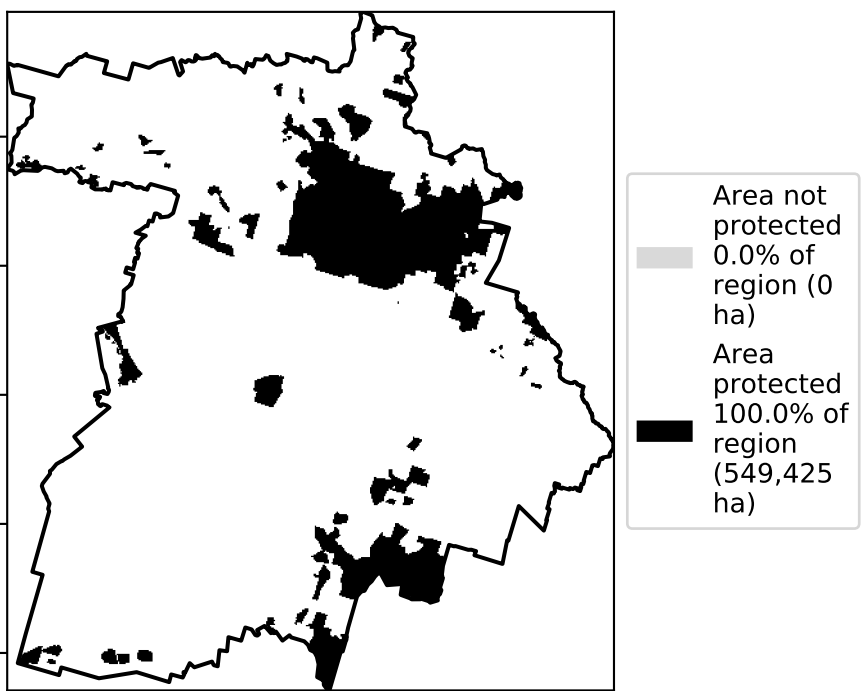 Area not
protected
0.0% of
region (0
ha)
Area
protected
100.0% of
region
(549,425
ha)